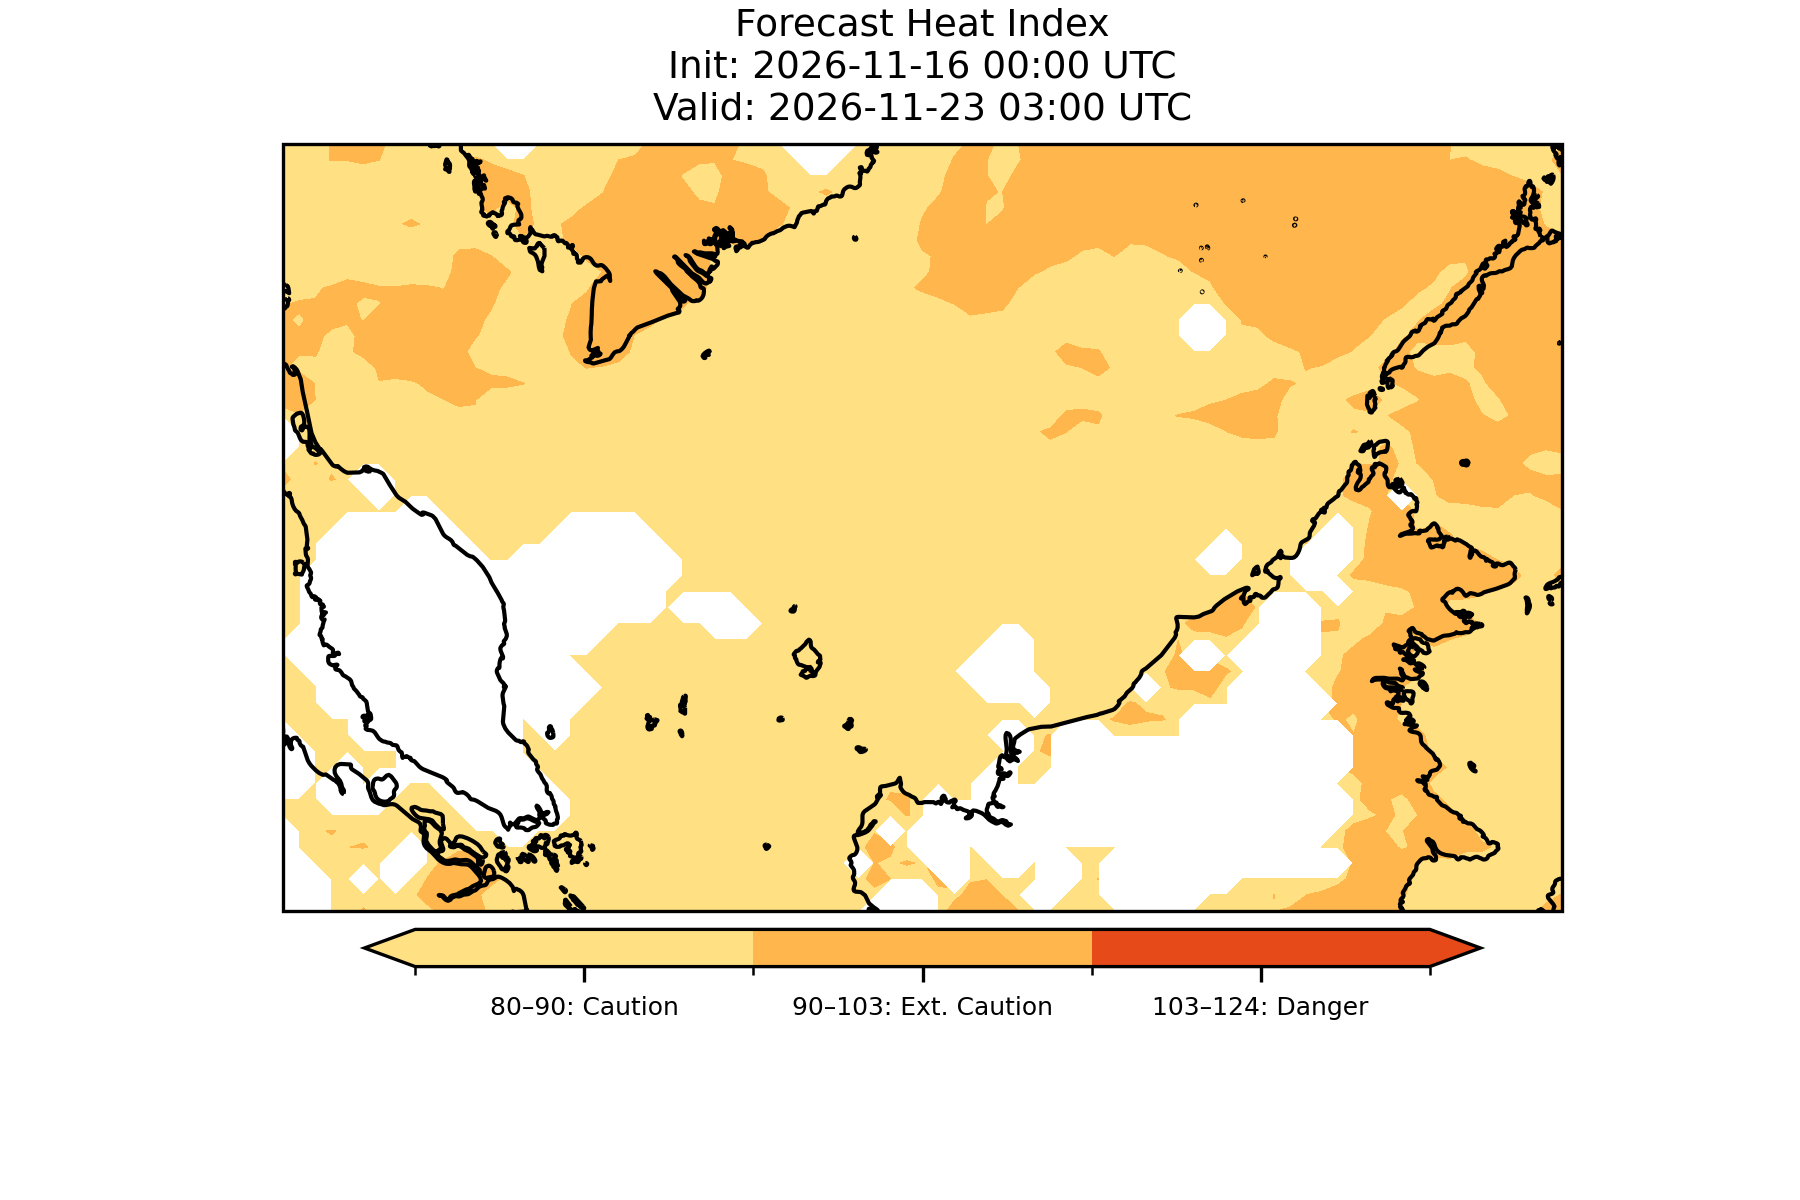 Forecast Heat Index
Init: 2026-11-16 00:00 UTC
Valid: 2026-11-23 03:00 UTC
80–90: Caution
90–103: Ext. Caution
103–124: Danger